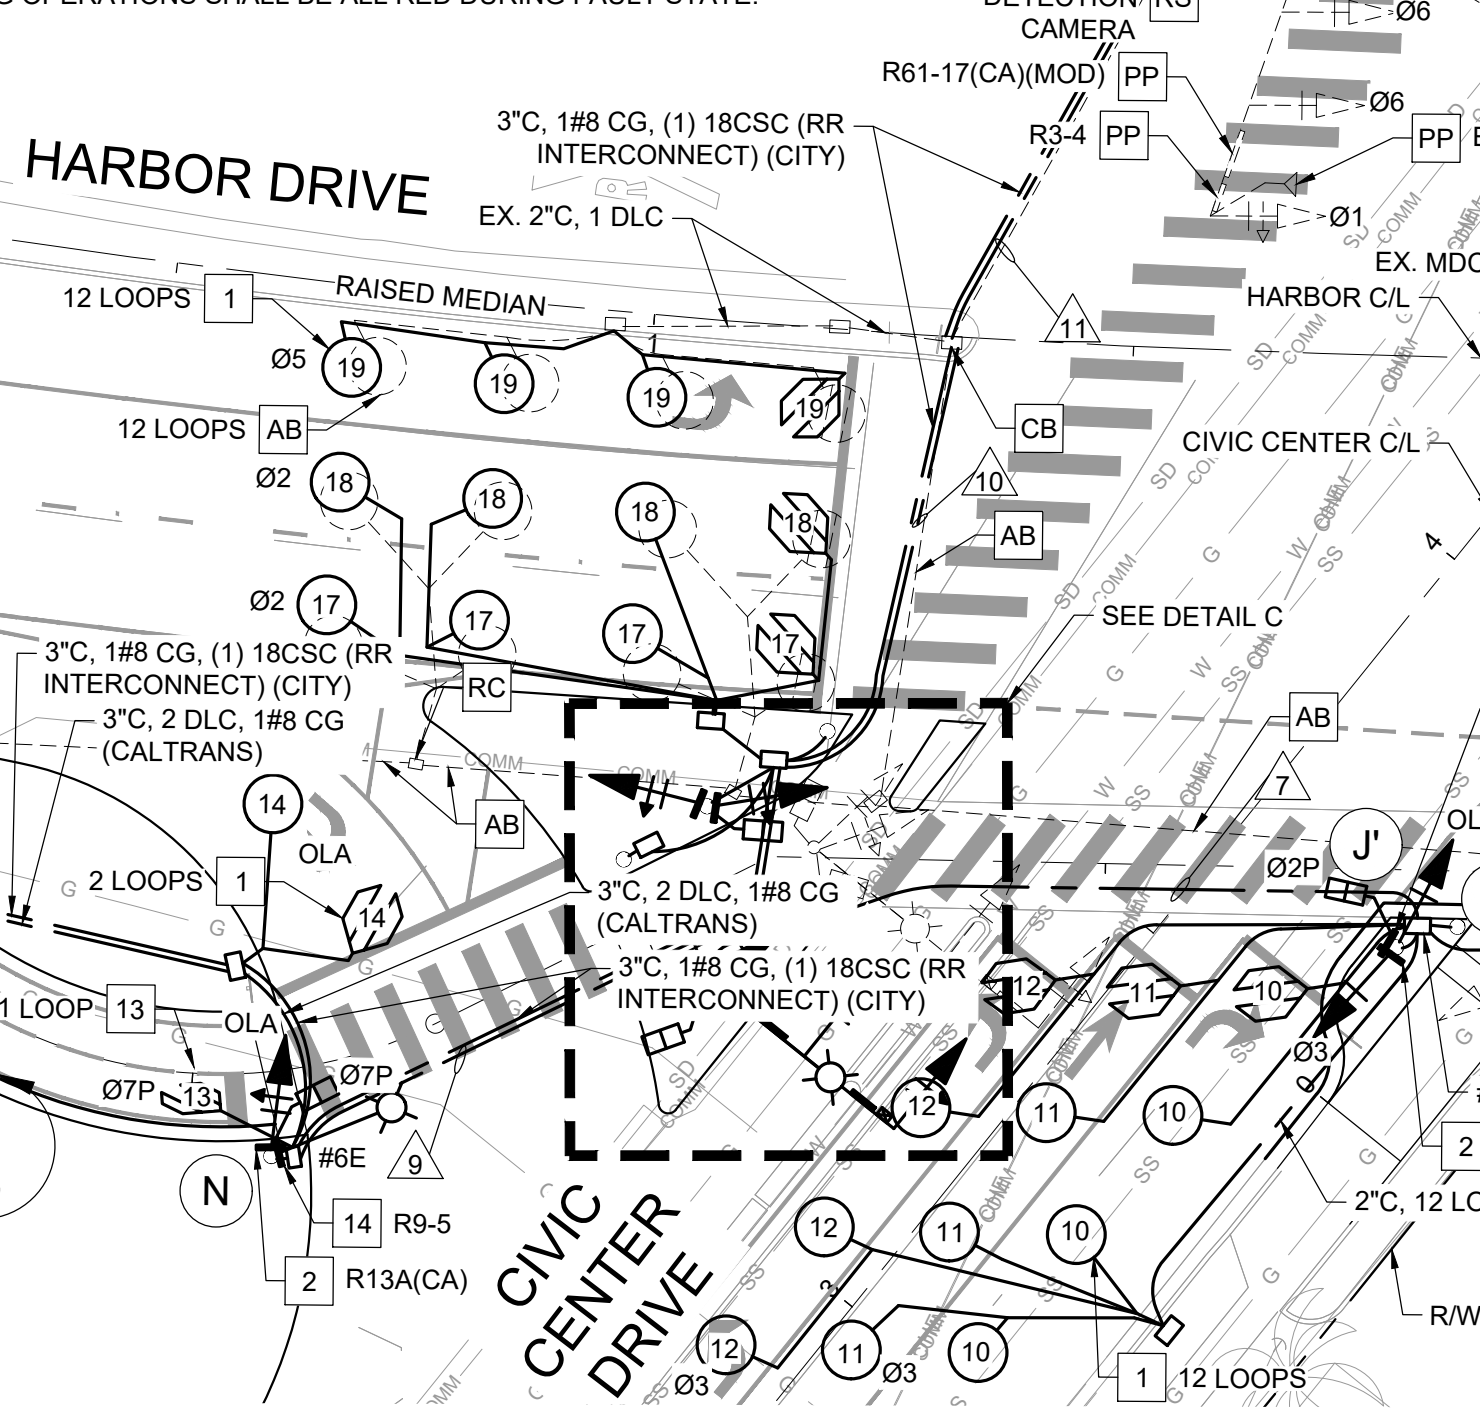 G OPERATIONS SHALL BE ALL RED DURING FAULT STATE.
DETECTION
CAMERA
RS
Ø6
R61-17(CA)(MOD) PP
Ø6
R3-4 PP
PP
Ø1
3"C, 1#8 CG, (1) 18CSC (RR
INTERCONNECT) (CITY)
HARBOR DRIVE
EX. 2"C, 1 DLC
EX. MDC
HARBOR C/L
RAISED MEDIAN
12 LOOPS 1
11
Ø5 19 19 19 19
12 LOOPS AB
CB
CIVIC CENTER C/L
10
Ø2 18 18 18 18
AB
4
Ø2 17 17 17 17
SEE DETAIL C
3"C, 1#8 CG, (1) 18CSC (RR
INTERCONNECT) (CITY)
RC
3"C, 2 DLC, 1#8 CG
(CALTRANS)
AB
COMM
COMM
7
14
AB
OLA
OL
J'
2 LOOPS 1
14
Ø2P
3"C, 2 DLC, 1#8 CG
(CALTRANS)
3"C, 1#8 CG, (1) 18CSC (RR
INTERCONNECT) (CITY)
12 11 10
1 LOOP 13
OLA
Ø3
Ø7P 13
Ø7P
12 11 10
#6E
9
2
N
14 R9-5
2"C, 12 LO
2 R13A(CA)
CIVIC
CENTER
DRIVE
12 11 10
3
R/W
12 11 10
Ø3
Ø3
1 12 LOOPS
SD
COMM
G
W
SS